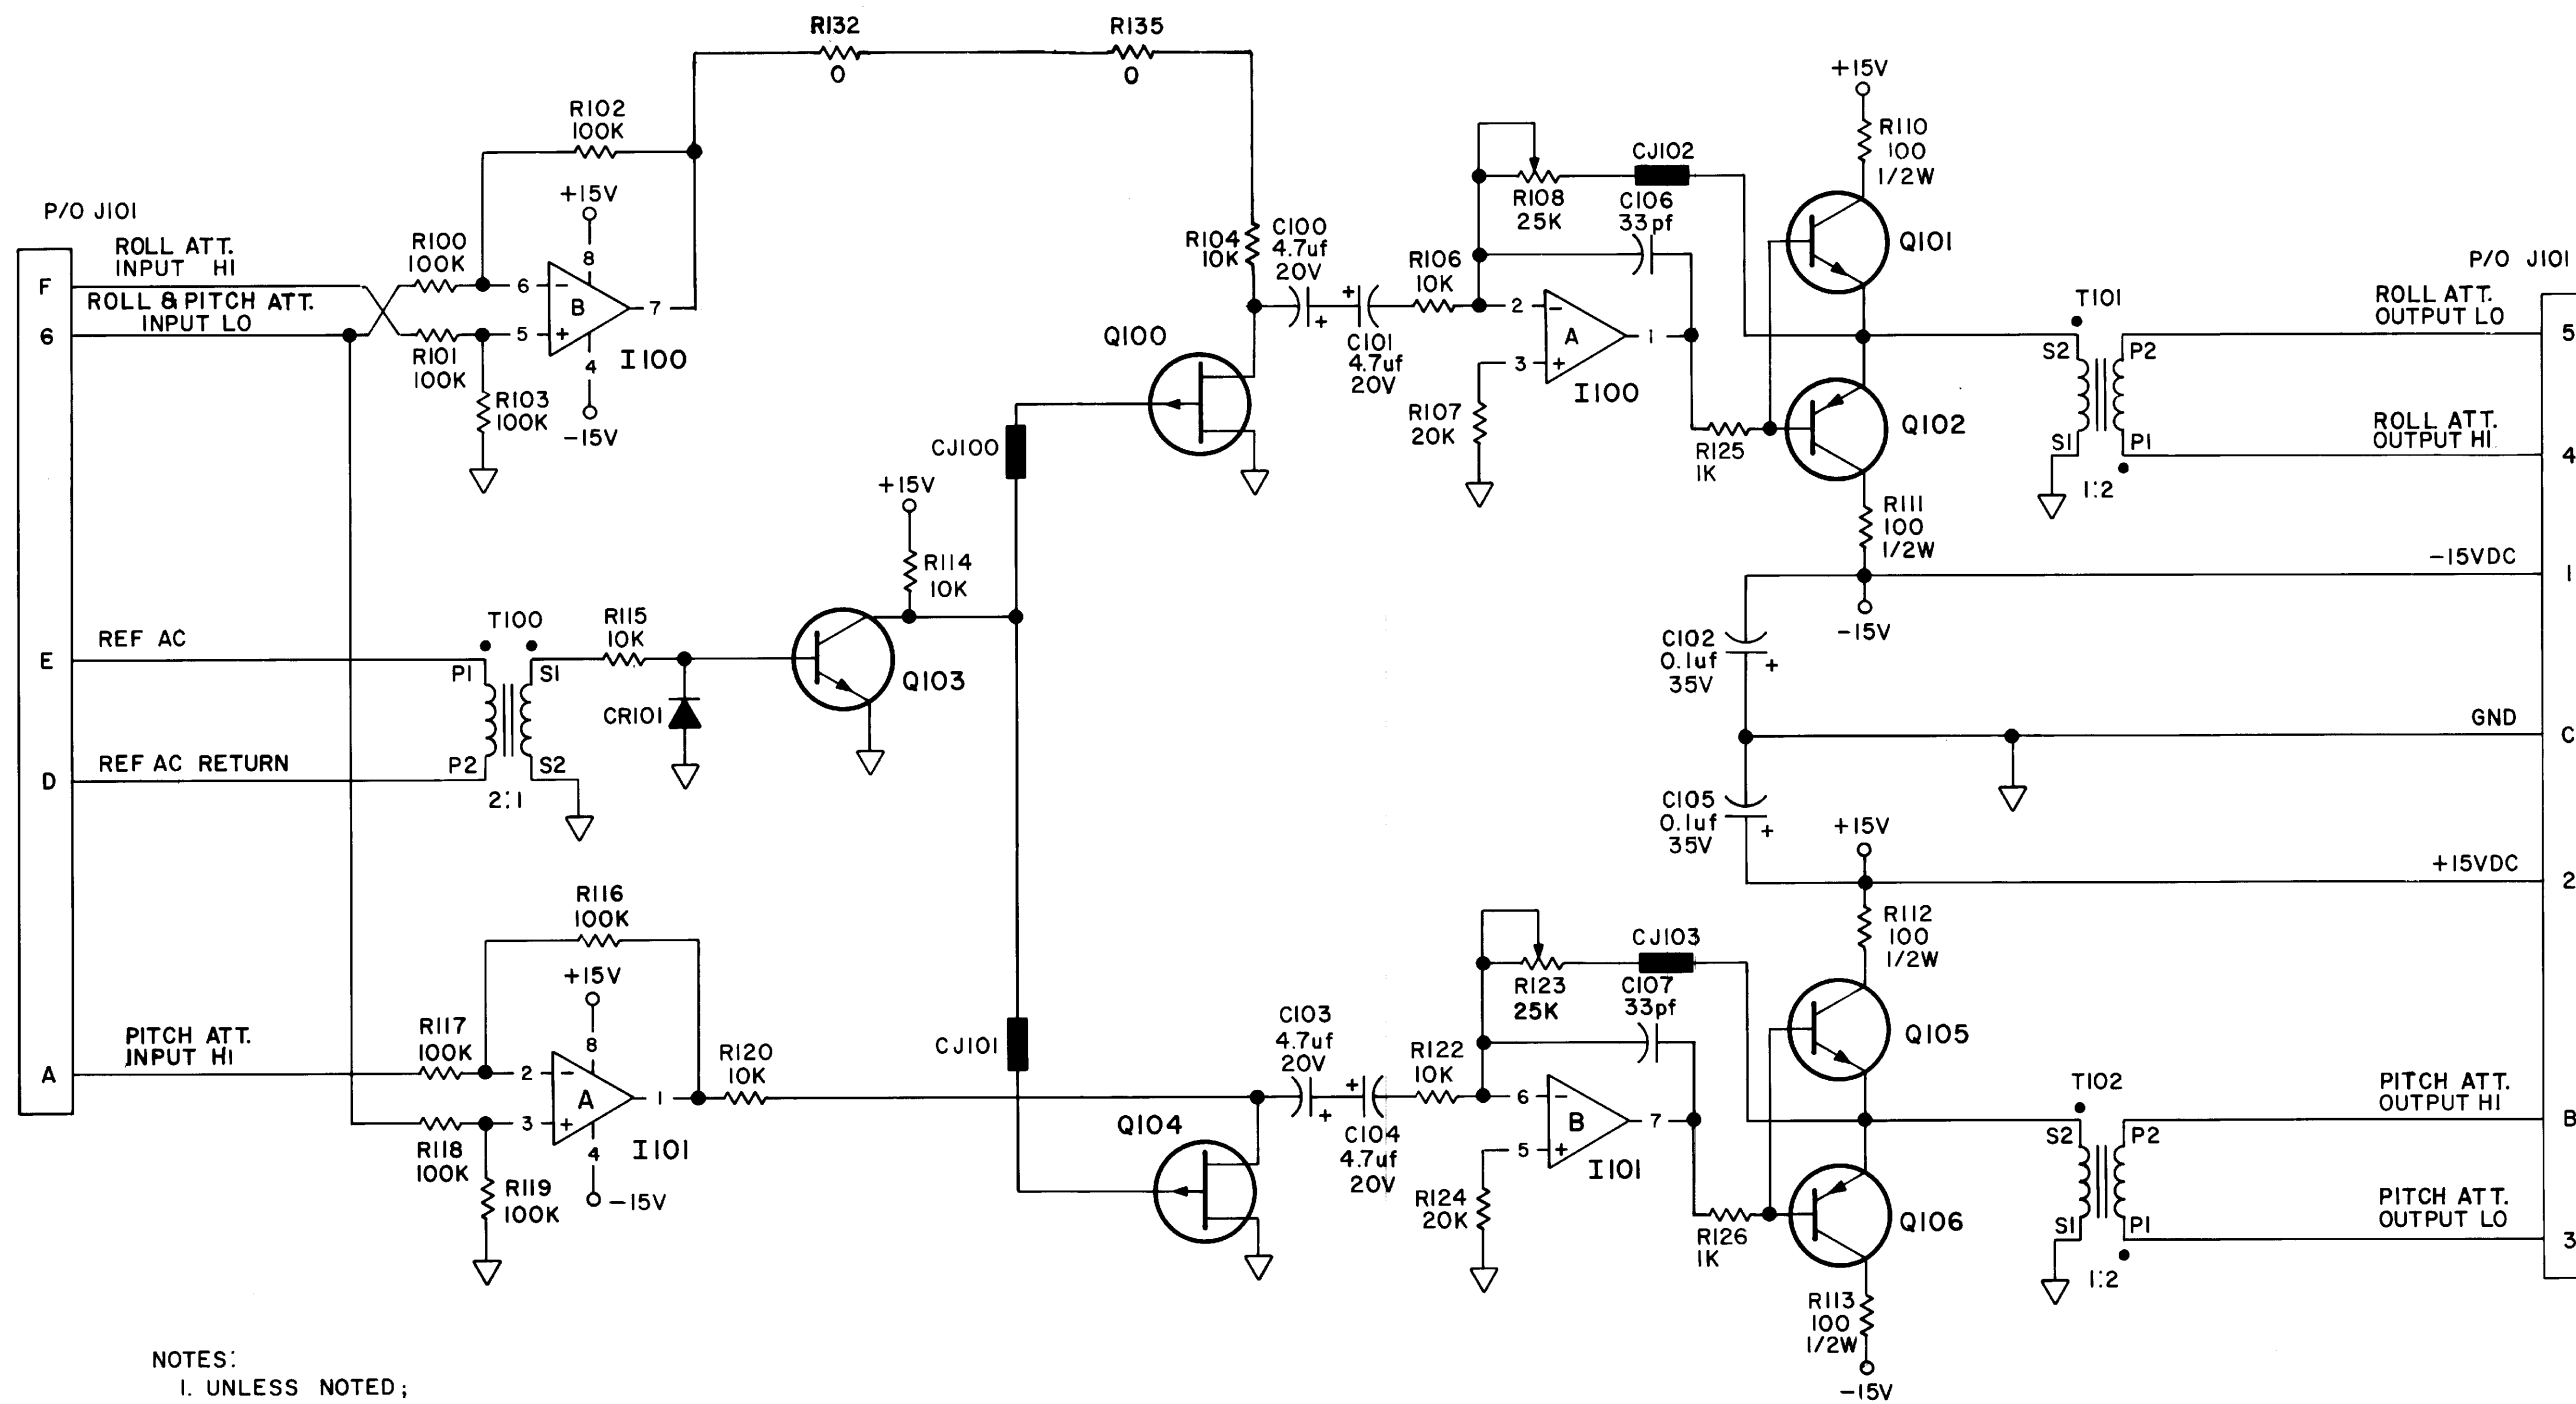 R132
0
R135
0
R102
100K
+15V
P/O J101
ROLL ATT.
INPUT HI
F
ROLL & PITCH ATT.
INPUT LO
6
R100
100K
R101
100K
R103
100K
8
6
−
B
7
5
+
4
I100
−15V
R104
10K
C100
4.7uf
20V
+
+
C101
4.7uf
20V
R106
10K
Q100
CJ100
R108
25K
CJ102
C106
33pf
2
−
A
1
3
+
I100
R107
20K
R125
1K
+15V
R110
100
1/2W
Q101
Q102
R111
100
1/2W
−15V
T101
S2
P2
S1
P1
1:2
P/O J101
ROLL ATT.
OUTPUT LO
5
ROLL ATT.
OUTPUT HI
4
−15VDC
1
+15V
R114
10K
REF AC
E
T100
P1
S1
P2
S2
2:1
R115
10K
CR101
Q103
REF AC RETURN
D
C102
0.1uf
35V
+
GND
C
C105
0.1uf
35V
+
+15V
+15VDC
2
R116
100K
+15V
PITCH ATT.
INPUT HI
A
R117
100K
R118
100K
R119
100K
8
2
−
A
1
3
+
4
I101
−15V
R120
10K
CJ101
Q104
C103
4.7uf
20V
+
+
C104
4.7uf
20V
R122
10K
R123
25K
CJ103
C107
33pf
6
−
B
7
5
+
I101
R124
20K
R126
1K
R112
100
1/2W
Q105
Q106
R113
100
1/2W
−15V
T102
S2
P2
S1
P1
1:2
PITCH ATT.
OUTPUT HI
B
PITCH ATT.
OUTPUT LO
3
NOTES:
1. UNLESS NOTED;